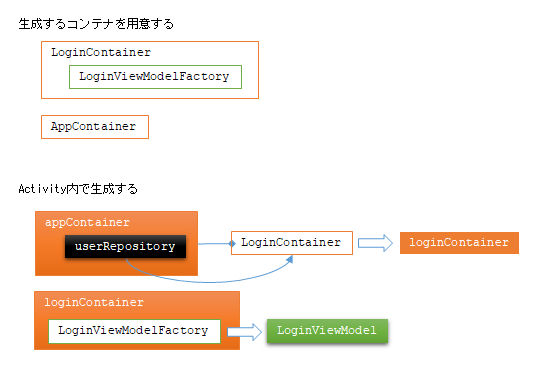 生成するコンテナを用意する
LoginContainer
LoginViewModelFactory
AppContainer
Activity内で生成する
appContainer
userRepository
LoginContainer
loginContainer
loginContainer
LoginViewModelFactory
LoginViewModel